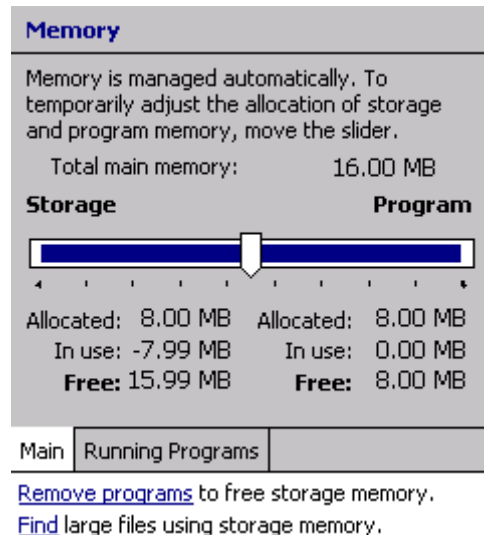 Memory
Memory is managed automatically. To
temporarily adjust the allocation of storage
and program memory, move the slider.
Total main memory: 16.00 MB
Storage Program
Allocated: 8.00 MB Allocated: 8.00 MB
In use: -7.99 MB In use: 0.00 MB
Free: 15.99 MB Free: 8.00 MB
Main Running Programs
Remove programs to free storage memory.
Find large files using storage memory.